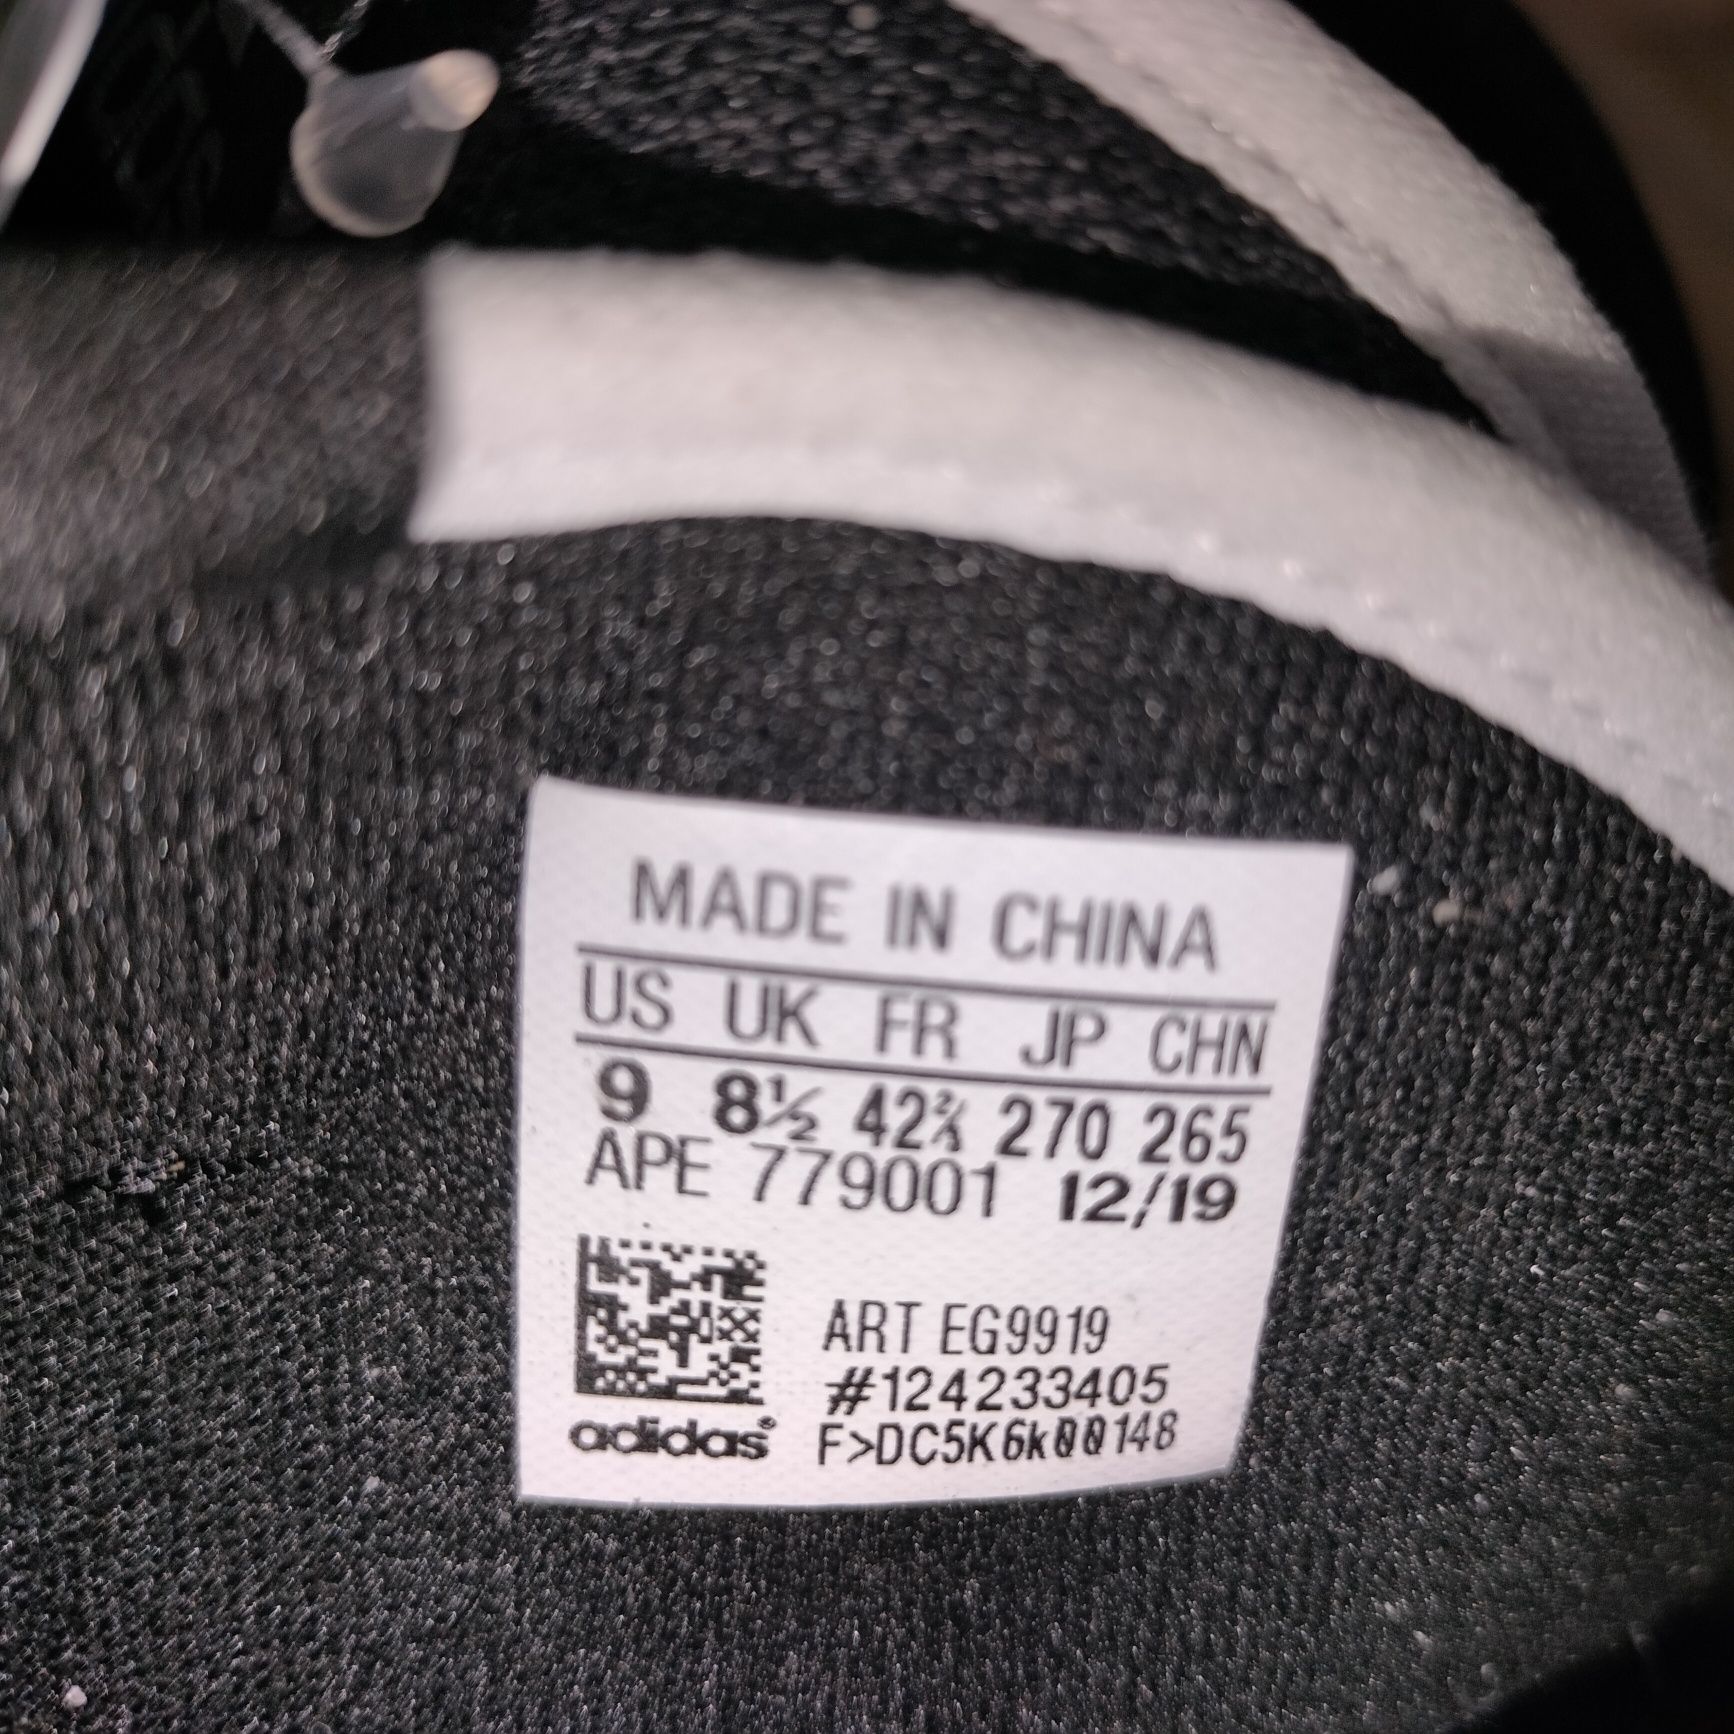 MADE IN CHINA
US UK FR JP CHN
9 8½ 42⅔ 270 265
APE 779001 12/19
ART EG9919
#124233405
adidas®
F>DC5K6k00148